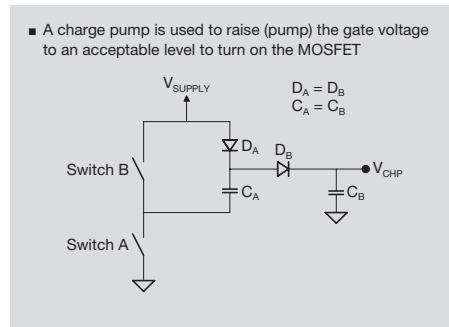 ■ A charge pump is used to raise (pump) the gate voltage
to an acceptable level to turn on the MOSFET
VSUPPLY
DA = DB
CA = CB
DA
DB
Switch B
VCHP
CA
CB
Switch A